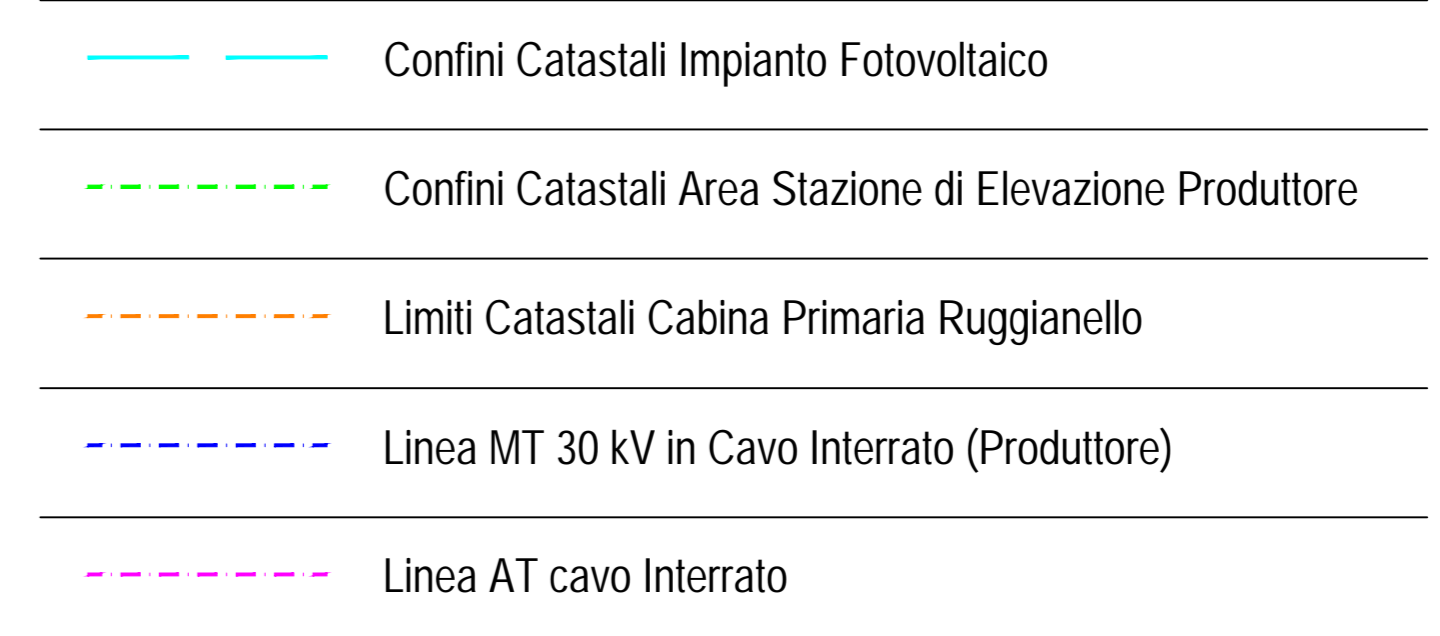 Confini Catastali Impianto Fotovoltaico
Confini Catastali Area Stazione di Elevazione Produttore
Limiti Catastali Cabina Primaria Ruggianello
Linea MT 30 kV in Cavo Interrato (Produttore)
Linea AT cavo Interrato